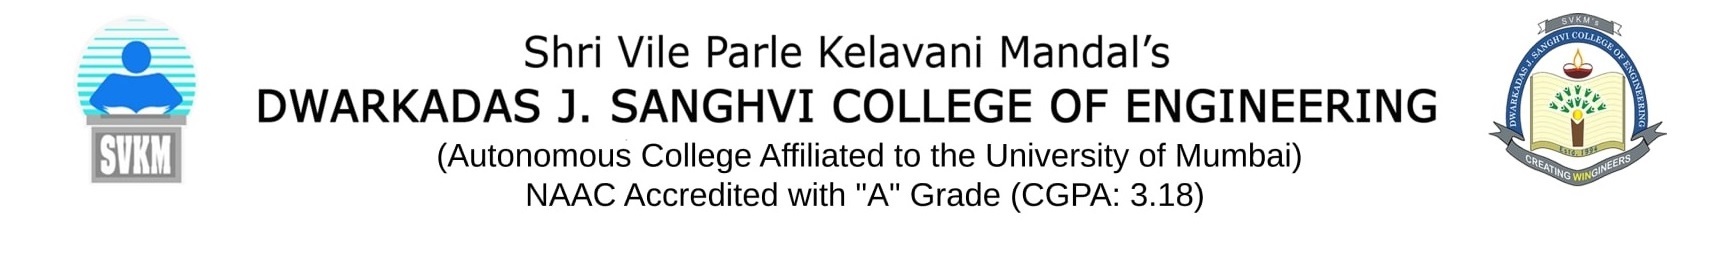 Shri Vile Parle Kelavani Mandal’s
DWARKADAS J. SANGHVI COLLEGE OF ENGINEERING
(Autonomous College Affiliated to the University of Mumbai)
NAAC Accredited with "A" Grade (CGPA: 3.18)
SVKM
SVKM's
DWARKADAS J. SANGHVI COLLEGE OF ENGINEERING
Estd. 1994
CREATING WINGINEERS